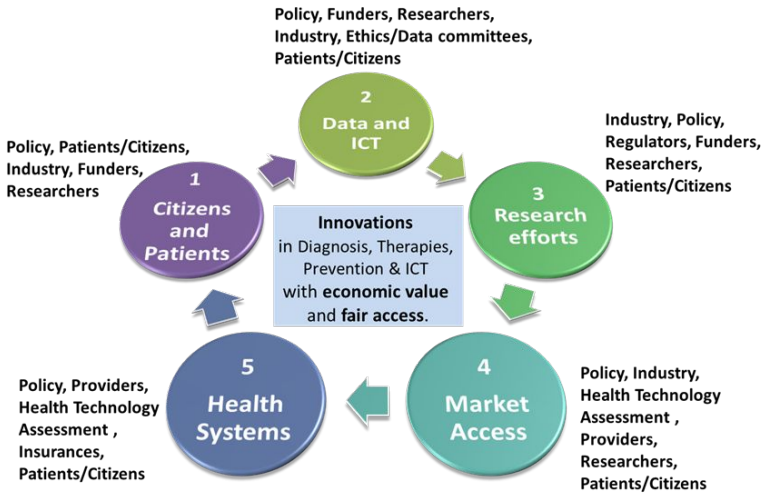 Policy, Funders, Researchers,
Industry, Ethics/Data committees,
Patients/Citizens
2
Data and
ICT
Industry, Policy,
Regulators, Funders,
Researchers,
Patients/Citizens
Policy, Patients/Citizens,
Industry, Funders,
Researchers
1
Citizens
and
Patients
3
Research
efforts
Innovations
in Diagnosis, Therapies,
Prevention & ICT
with economic value
and fair access.
5
Health
Systems
4
Market
Access
Policy, Providers,
Health Technology
Assessment ,
Insurances,
Patients/Citizens
Policy, Industry,
Health Technology
Assessment ,
Providers,
Researchers,
Patients/Citizens